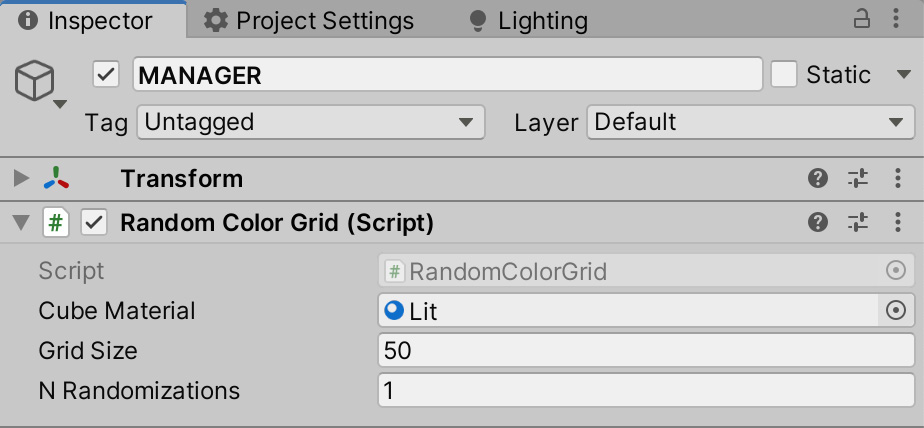 Inspector Project Settings Lighting
MANAGER Static
Tag Untagged Layer Default
Transform
# Random Color Grid (Script)
Script # RandomColorGrid
Cube Material Lit
Grid Size 50
N Randomizations 1